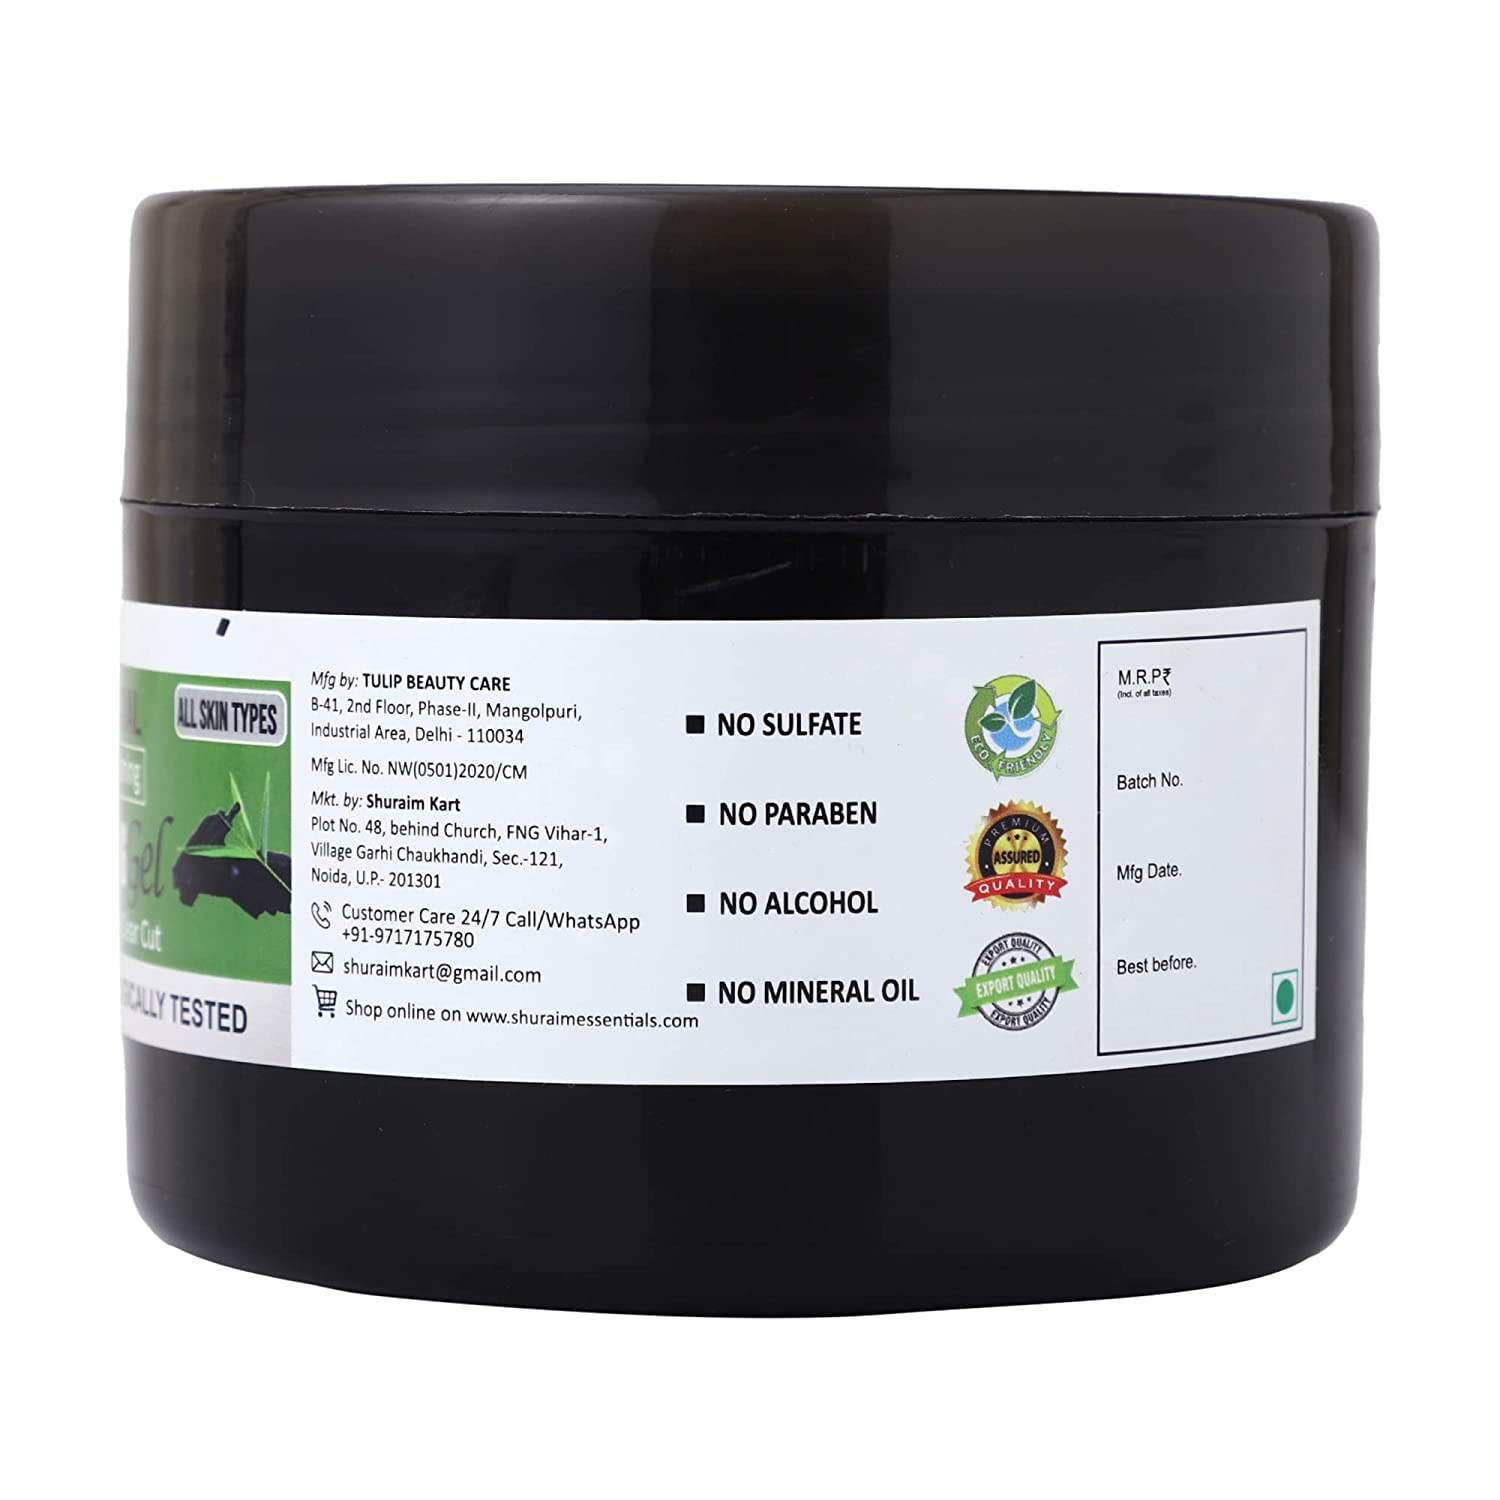 ALL SKIN TYPES
Gel
Cut
TESTED
Mfg by: TULIP BEAUTY CARE
B-41, 2nd Floor, Phase-II, Mangolpuri,
Industrial Area, Delhi - 110034
Mfg Lic. No. NW(0501)2020/CM
Mkt. by: Shuraim Kart
Plot No. 48, behind Church, FNG Vihar-1,
Village Garhi Chaukhandi, Sec.-121,
Noida, U.P.- 201301
Customer Care 24/7 Call/WhatsApp
+91-9717175780
shuraimkart@gmail.com
Shop online on www.shuraimessentials.com
■ NO SULFATE
■ NO PARABEN
■ NO ALCOHOL
■ NO MINERAL OIL
ECO FRIENDLY
PREMIUM
ASSURED
QUALITY
EXPORT QUALITY
EXPORT QUALITY
EXPORT QUALITY
M.R.P₹
(Incl. of all taxes)
Batch No.
Mfg Date.
Best before.